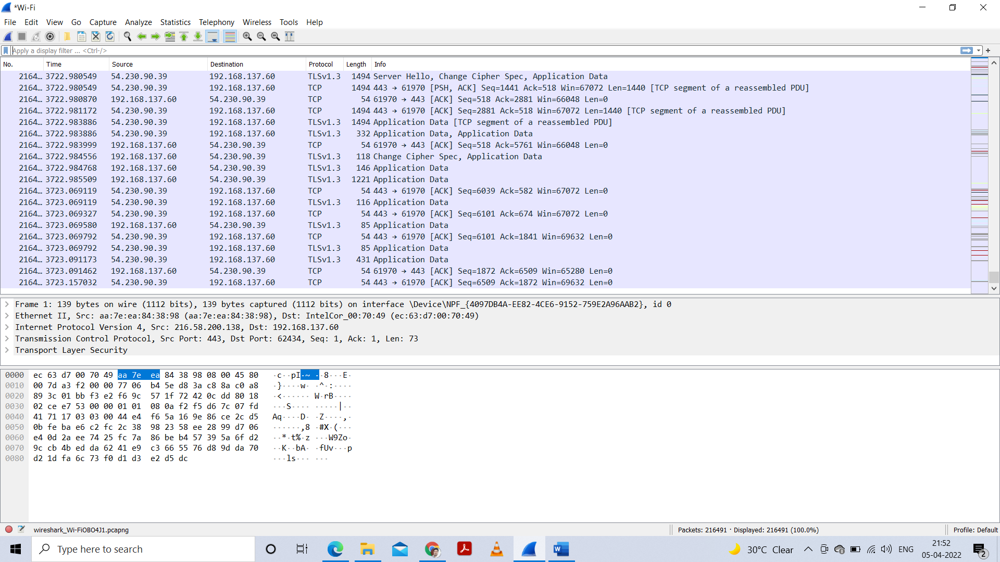 *Wi-Fi
File Edit View Go Capture Analyze Statistics Telephony Wireless Tools Help
Apply a display filter ... <Ctrl-/>
No. Time Source Destination Protocol Length Info
2164… 3722.980549 54.230.90.39 192.168.137.60 TLSv1.3 1494 Server Hello, Change Cipher Spec, Application Data
2164… 3722.980549 54.230.90.39 192.168.137.60 TCP 1494 443 → 61970 [PSH, ACK] Seq=1441 Ack=518 Win=67072 Len=1440 [TCP segment of a reassembled PDU]
2164… 3722.980870 192.168.137.60 54.230.90.39 TCP 54 61970 → 443 [ACK] Seq=518 Ack=2881 Win=66048 Len=0
2164… 3722.981172 54.230.90.39 192.168.137.60 TCP 1494 443 → 61970 [ACK] Seq=2881 Ack=518 Win=67072 Len=1440 [TCP segment of a reassembled PDU]
2164… 3722.983886 54.230.90.39 192.168.137.60 TLSv1.3 1494 Application Data [TCP segment of a reassembled PDU]
2164… 3722.983886 54.230.90.39 192.168.137.60 TLSv1.3 332 Application Data, Application Data
2164… 3722.983999 192.168.137.60 54.230.90.39 TCP 54 61970 → 443 [ACK] Seq=518 Ack=5761 Win=66048 Len=0
2164… 3722.984556 192.168.137.60 54.230.90.39 TLSv1.3 118 Change Cipher Spec, Application Data
2164… 3722.984768 192.168.137.60 54.230.90.39 TLSv1.3 146 Application Data
2164… 3722.985509 192.168.137.60 54.230.90.39 TLSv1.3 1221 Application Data
2164… 3723.069119 54.230.90.39 192.168.137.60 TCP 54 443 → 61970 [ACK] Seq=6039 Ack=582 Win=67072 Len=0
2164… 3723.069119 54.230.90.39 192.168.137.60 TLSv1.3 116 Application Data
2164… 3723.069327 54.230.90.39 192.168.137.60 TCP 54 443 → 61970 [ACK] Seq=6101 Ack=674 Win=67072 Len=0
2164… 3723.069580 192.168.137.60 54.230.90.39 TLSv1.3 85 Application Data
2164… 3723.069792 54.230.90.39 192.168.137.60 TCP 54 443 → 61970 [ACK] Seq=6101 Ack=1841 Win=69632 Len=0
2164… 3723.069792 54.230.90.39 192.168.137.60 TLSv1.3 85 Application Data
2164… 3723.091173 54.230.90.39 192.168.137.60 TLSv1.3 431 Application Data
2164… 3723.091462 192.168.137.60 54.230.90.39 TCP 54 61970 → 443 [ACK] Seq=1872 Ack=6509 Win=65280 Len=0
2164… 3723.157032 54.230.90.39 192.168.137.60 TCP 54 443 → 61970 [ACK] Seq=6509 Ack=1872 Win=69632 Len=0
Frame 1: 139 bytes on wire (1112 bits), 139 bytes captured (1112 bits) on interface \Device\NPF_{4097DB4A-EE82-4CE6-9152-759E2A96AAB2}, id 0
Ethernet II, Src: aa:7e:ea:84:38:98 (aa:7e:ea:84:38:98), Dst: IntelCor_00:70:49 (ec:63:d7:00:70:49)
Internet Protocol Version 4, Src: 216.58.200.138, Dst: 192.168.137.60
Transmission Control Protocol, Src Port: 443, Dst Port: 62434, Seq: 1, Ack: 1, Len: 73
Transport Layer Security
0000 ec 63 d7 00 70 49 aa 7e ea 84 38 98 08 00 45 80 ·c··pI·~ ··8···E·
0010 00 7d a3 f2 00 00 77 06 b4 5e d8 3a c8 8a c0 a8 ·}····w· ·^·:····
0020 89 3c 01 bb f3 e2 f6 9c 57 1f 72 42 0c dd 80 18 ·<······ W·rB····
0030 02 ce e7 53 00 00 01 01 08 0a f2 f5 d6 7c 07 fd ···S···· ·····|··
0040 41 71 17 03 03 00 44 e4 f6 5a 16 9e 86 ce 2c d5 Aq····D· ·Z····,·
0050 0b fe ba e6 c2 fc 2c 38 98 23 58 ee 28 99 d7 06 ······,8 ·#X·(···
0060 e4 0d 2a ee 74 25 fc 7a 86 be b4 57 39 5a 6f d2 ··*·t%·z ···W9Zo·
0070 9c cb 4b ed da 62 41 e9 c3 66 55 76 d8 9d da 70 ··K··bA· ·fUv···p
0080 d2 1d fa 6c 73 f0 d1 d3 e2 d5 dc ···ls··· ···
wireshark_Wi-FiOBO4J1.pcapng Packets: 216491 · Displayed: 216491 (100.0%) Profile: Default
Type here to search 30°C Clear ENG 21:52
05-04-2022 2